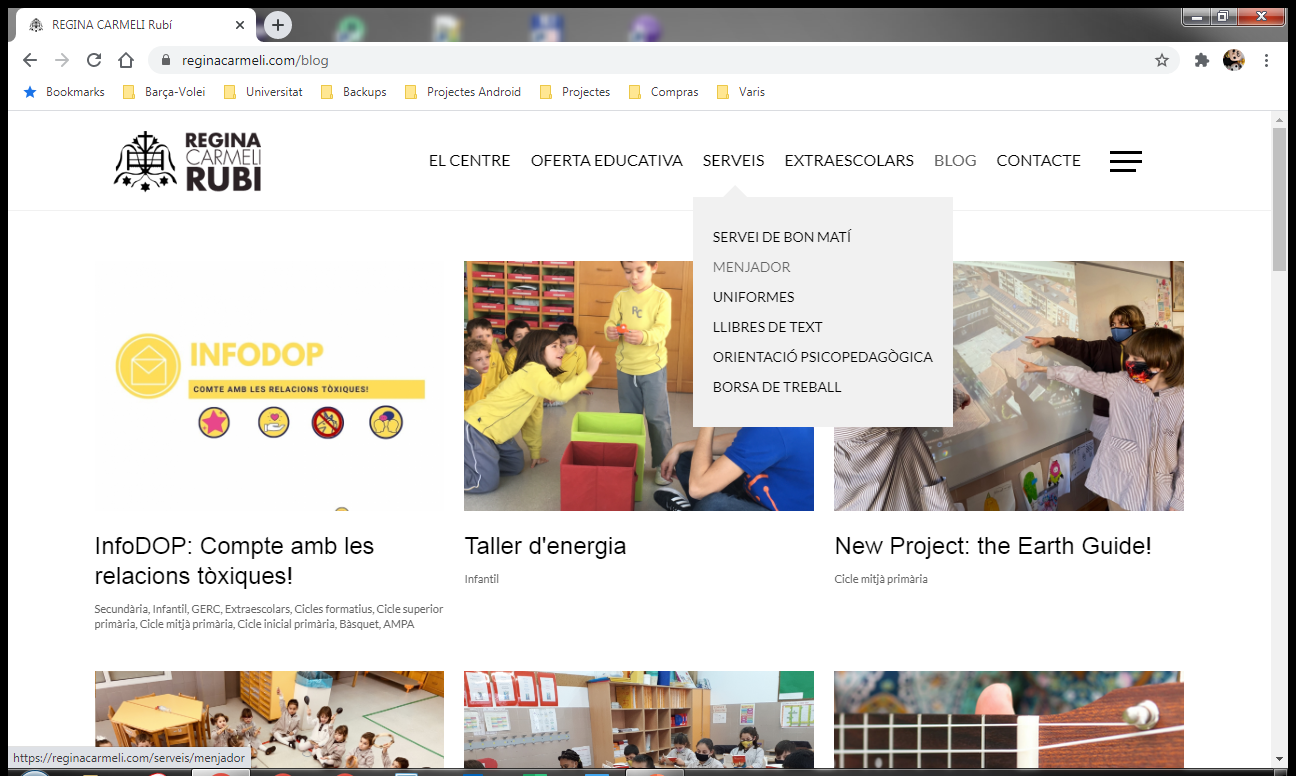 REGINA CARMELI Rubí
reginacarmeli.com/blog
Bookmarks
Barça-Volei
Universitat
Backups
Projectes Android
Projectes
Compras
Varis
REGINA
CARMELI
RUBI
EL CENTRE
OFERTA EDUCATIVA
SERVEIS
EXTRAESCOLARS
BLOG
CONTACTE
SERVEI DE BON MATÍ
MENJADOR
UNIFORMES
LLIBRES DE TEXT
ORIENTACIÓ PSICOPEDAGÒGICA
BORSA DE TREBALL
INFODOP
COMTE AMB LES RELACIONS TÒXIQUES!
RC
InfoDOP: Compte amb les
relacions tòxiques!
Secundària, Infantil, GERC, Extraescolars, Cicles formatius, Cicle superior
primària, Cicle mitjà primària, Cicle inicial primària, Bàsquet, AMPA
Taller d'energia
Infantil
New Project: the Earth Guide!
Cicle mitjà primària
https://reginacarmeli.com/serveis/menjador